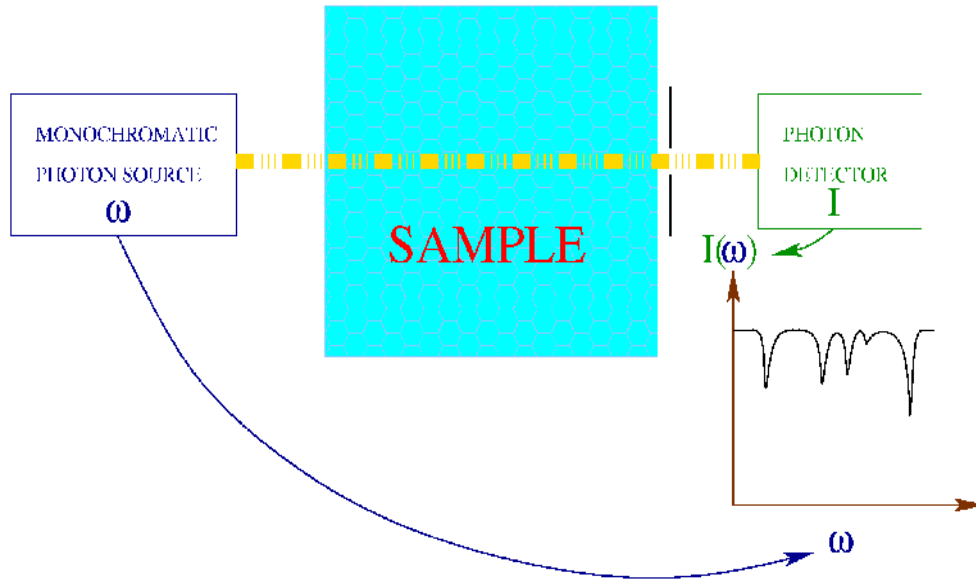 MONOCHROMATIC
PHOTON SOURCE
ω
SAMPLE
PHOTON
DETECTOR
I
I(ω)
ω